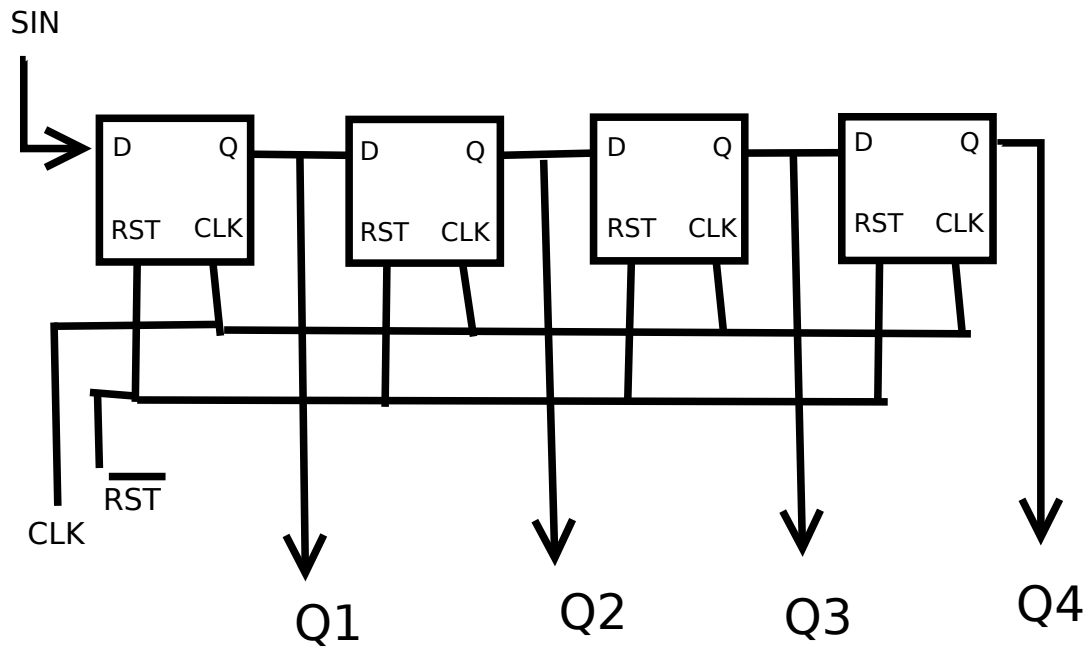 SIN
D Q
RST CLK
D Q
RST CLK
D Q
RST CLK
D Q
RST CLK
RST
CLK
Q1
Q2
Q3
Q4